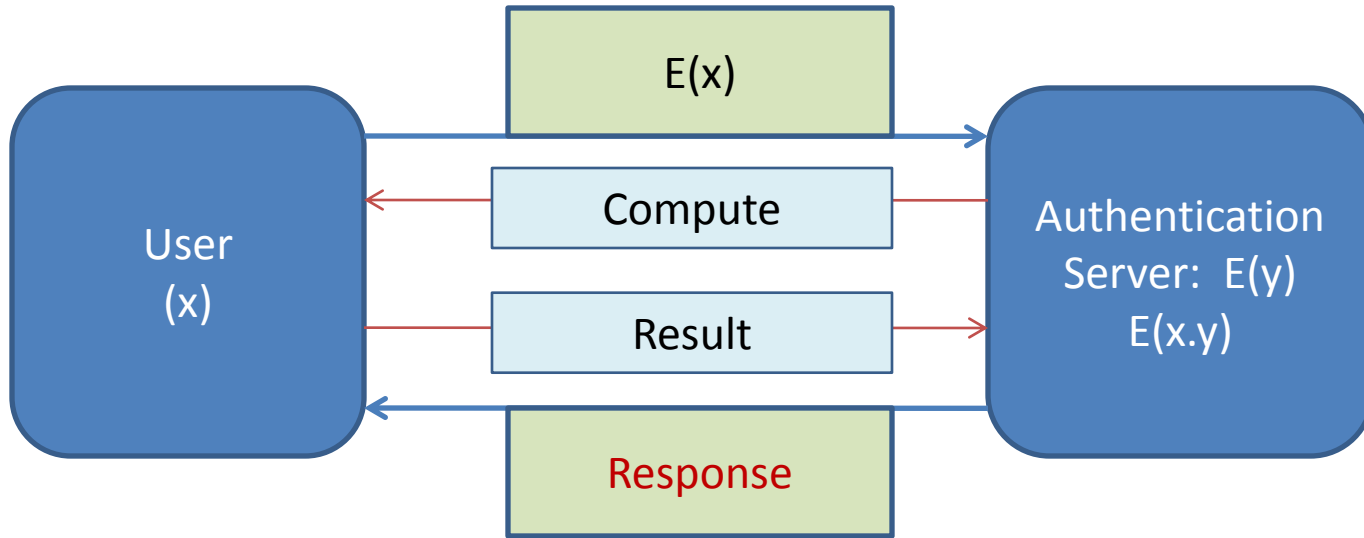 E(x)
Compute
User
(x)
Authentication
Server:  E(y)
E(x.y)
Result
Response